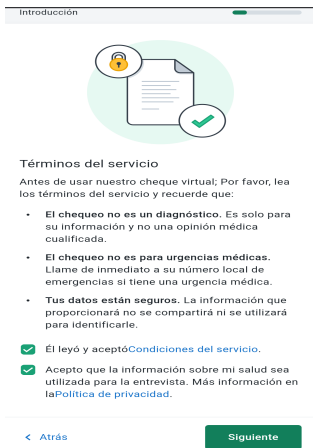 Introducción
Términos del servicio
Antes de usar nuestro cheque virtual; Por favor, lea
los términos del servicio y recuerde que:
• El chequeo no es un diagnóstico. Es solo para
su información y no una opinión médica
cualificada.
• El chequeo no es para urgencias médicas.
Llame de inmediato a su número local de
emergencias si tiene una urgencia médica.
• Tus datos están seguros. La información que
proporcionará no se compartirá ni se utilizará
para identificarle.
Él leyó y aceptóCondiciones del servicio.
Acepto que la información sobre mi salud sea
utilizada para la entrevista. Más información en
laPolítica de privacidad.
Atrás
Siguiente